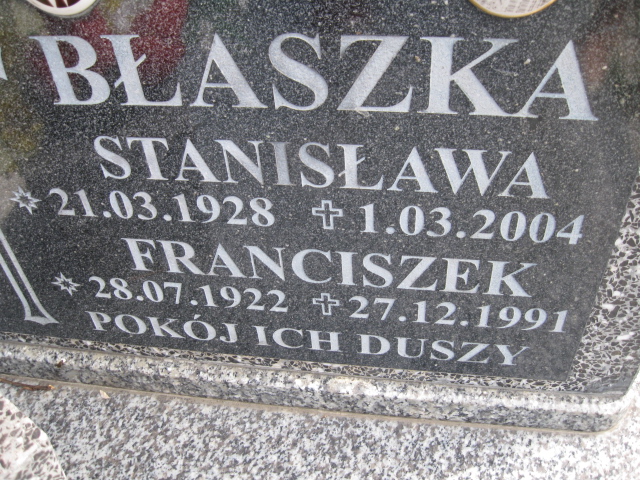 BŁASZKA
STANISŁAWA
21.03.1928 1.03.2004
FRANCISZEK
28.07.1922 27.12.1991
POKÓJ ICH DUSZY